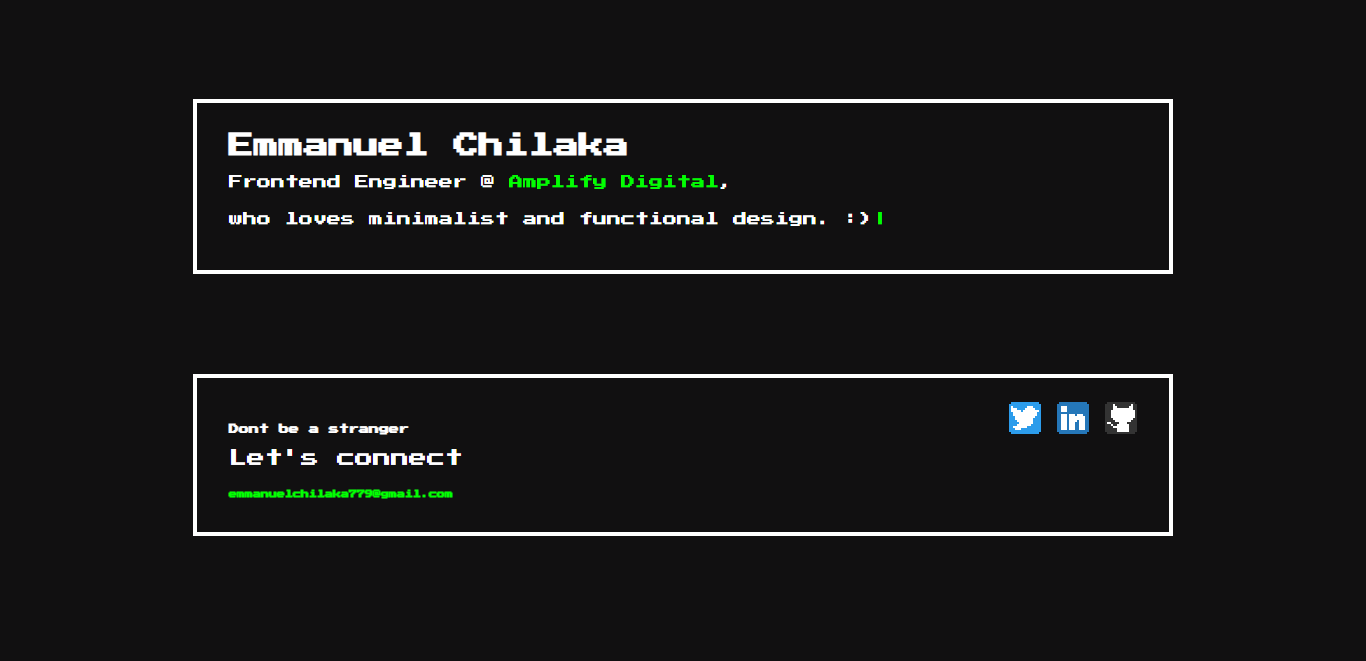 Emmanuel Chilaka
Frontend Engineer @ Amplify Digital,
who loves minimalist and functional design. :)
Dont be a stranger
in
Let's connect
emmanuelchilaka779@gmail.com